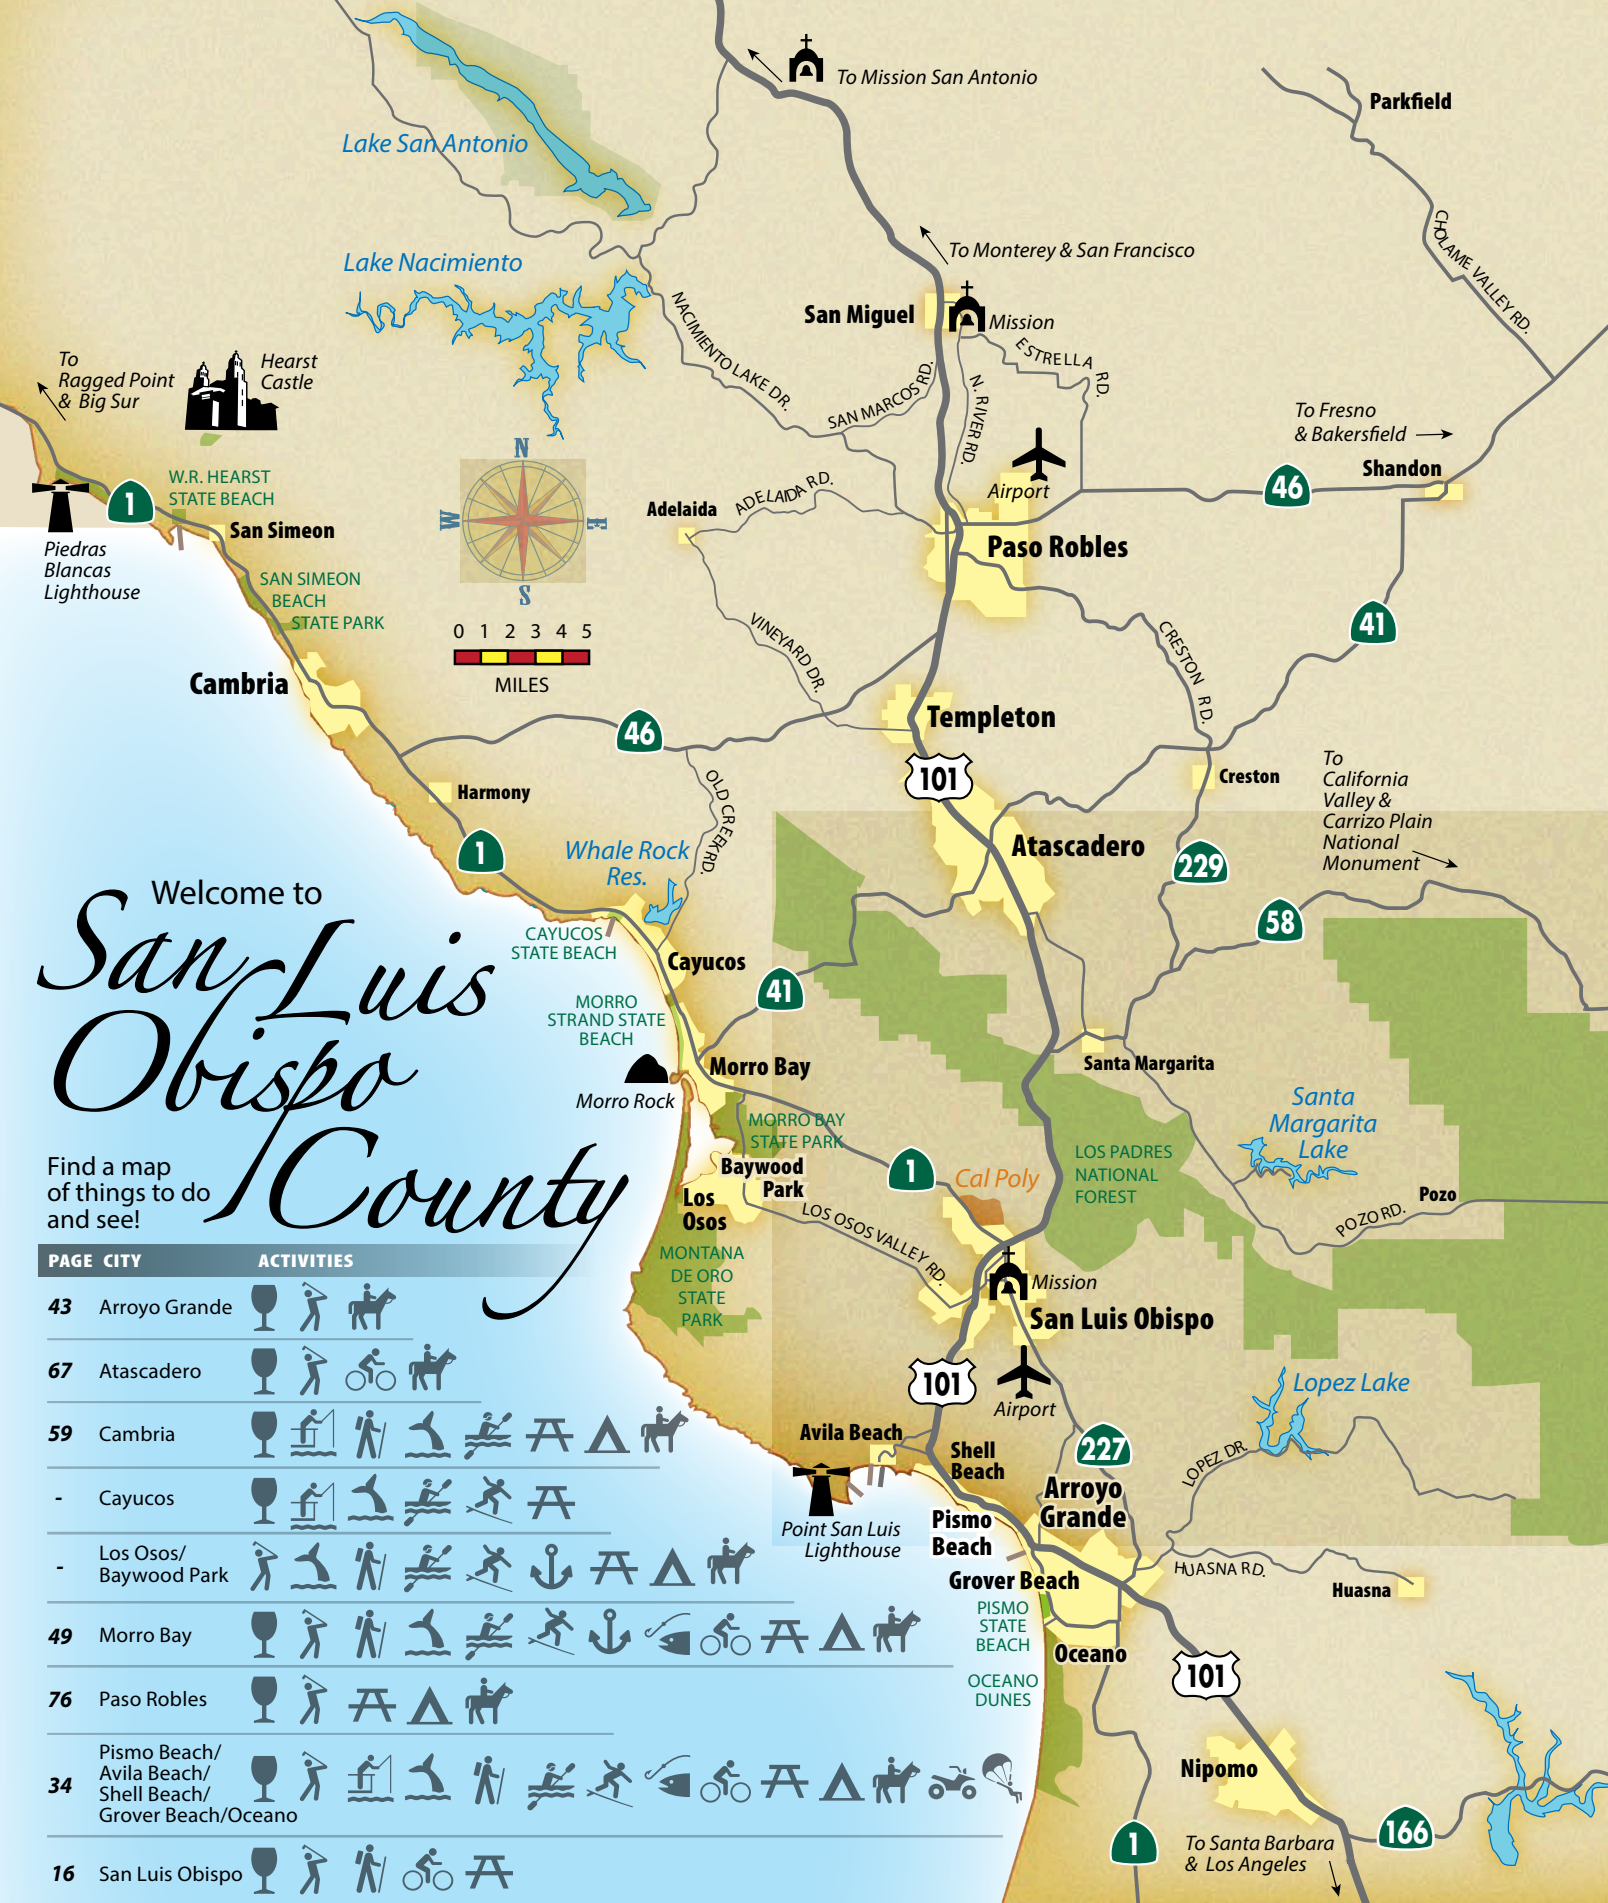 To Mission San Antonio
Parkfield
Lake San Antonio
CHOLAME VALLEY RD.
To Monterey & San Francisco
Lake Nacimiento
San Miguel
Mission
NACIMIENTO LAKE DR.
ESTRELLA RD.
SAN MARCOS RD.
N. RIVER RD.
To
Ragged Point
& Big Sur
Hearst
Castle
To Fresno
& Bakersfield
Shandon
46
Airport
W.R. HEARST
STATE BEACH
1
San Simeon
Piedras
Blancas
Lighthouse
N
W
E
S
Adelaida
ADELAIDA RD.
Paso Robles
SAN SIMEON
BEACH
STATE PARK
0 1 2 3 4 5
MILES
VINEYARD DR.
CRESTON RD.
41
Cambria
46
Templeton
101
Creston
To
California
Valley &
Carrizo Plain
National
Monument
Harmony
OLD CREEK RD.
1
Whale Rock
Res.
Atascadero
229
58
CAYUCOS
STATE BEACH
Cayucos
41
MORRO
STRAND STATE
BEACH
Morro Bay
Morro Rock
Santa Margarita
Santa
Margarita
Lake
MORRO BAY
STATE PARK
1
Cal Poly
LOS PADRES
NATIONAL
FOREST
Baywood
Park
Los
Osos
LOS OSOS VALLEY RD.
Pozo
POZO RD.
MONTANA
DE ORO
STATE
PARK
Mission
San Luis Obispo
101
Airport
Lopez Lake
Avila Beach
Shell
Beach
227
LOPEZ DR.
Arroyo
Grande
Point San Luis
Lighthouse
Pismo
Beach
HUASNA RD.
Huasna
Grover Beach
PISMO
STATE
BEACH
Oceano
OCEANO
DUNES
101
Nipomo
1
166
To Santa Barbara
& Los Angeles
Welcome to
San Luis
Obispo
County
Find a map
of things to do
and see!
PAGE CITY ACTIVITIES
43 Arroyo Grande
67 Atascadero
59 Cambria
- Cayucos
- Los Osos/
Baywood Park
49 Morro Bay
76 Paso Robles
34 Pismo Beach/
Avila Beach/
Shell Beach/
Grover Beach/Oceano
16 San Luis Obispo